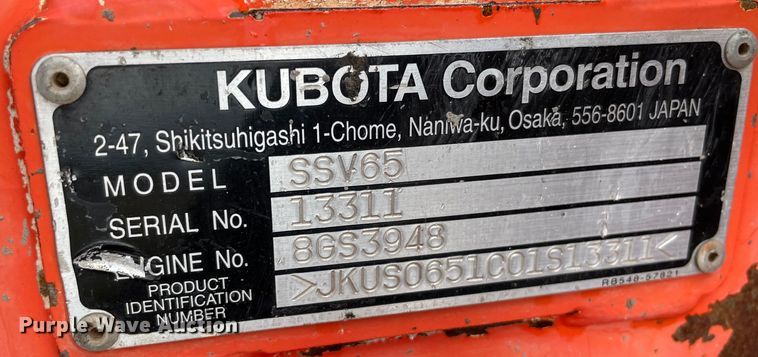 KUBOTA Corporation
2-47, Shikitsuhigashi 1-Chome, Naniwa-ku, Osaka, 556-8601 JAPAN
MODEL SSV65
SERIAL No. 13311
ENGINE No. 8GS3948
PRODUCT IDENTIFICATION NUMBER >JKUS0651C01S13311<
RB548-57821
Purple Wave Auction